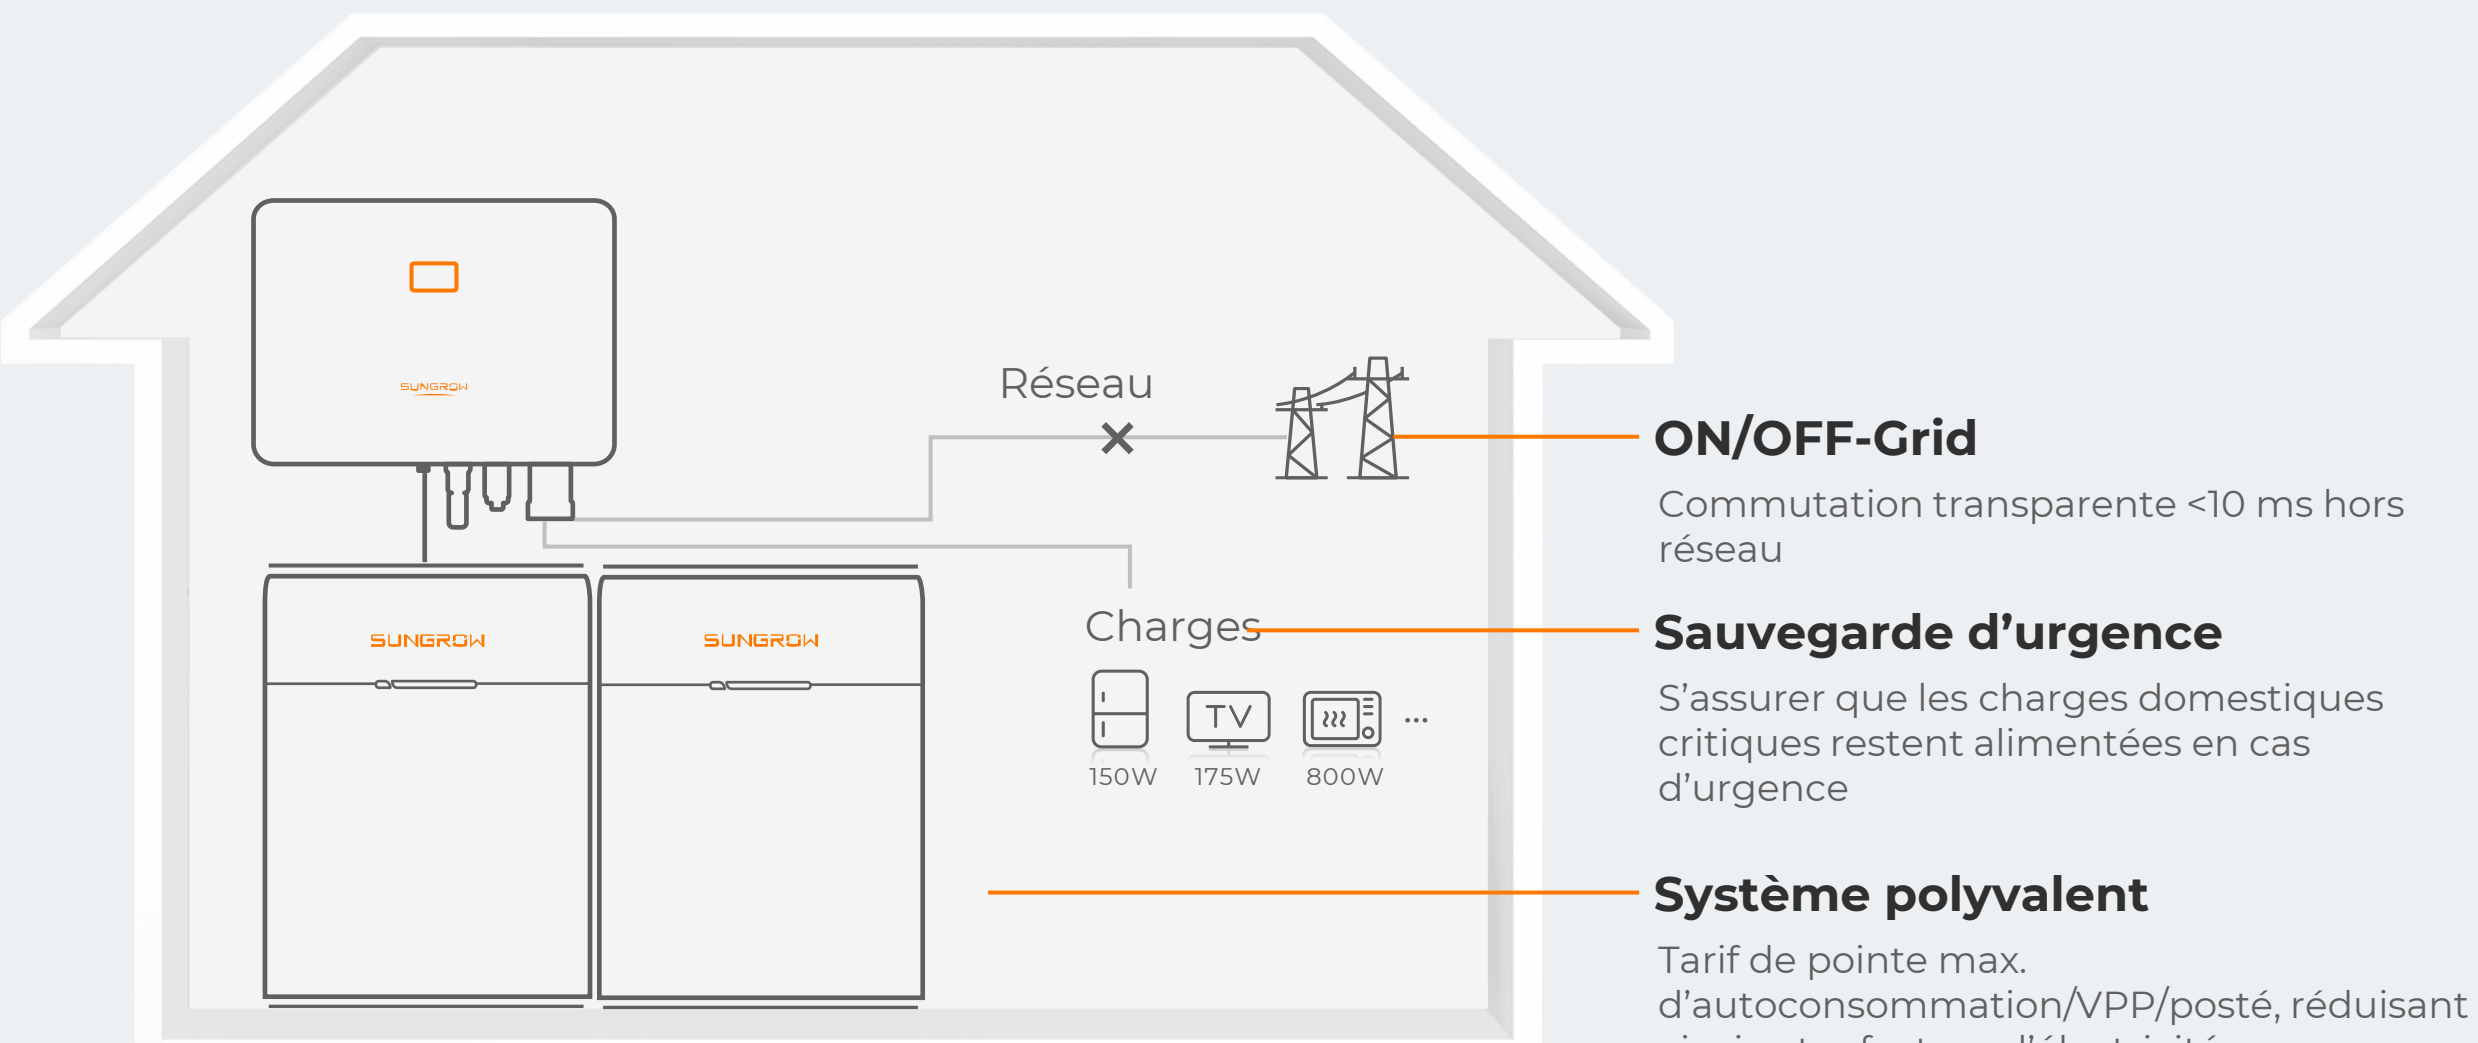 SUNGROW
Réseau
ON/OFF-Grid
Commutation transparente <10 ms hors
réseau
Charges
Sauvegarde d’urgence
SUNGROW
SUNGROW
S’assurer que les charges domestiques
critiques restent alimentées en cas
d’urgence
TV
150W
175W
800W
...
Système polyvalent
Tarif de pointe max.
d’autoconsommation/VPP/posté, réduisant